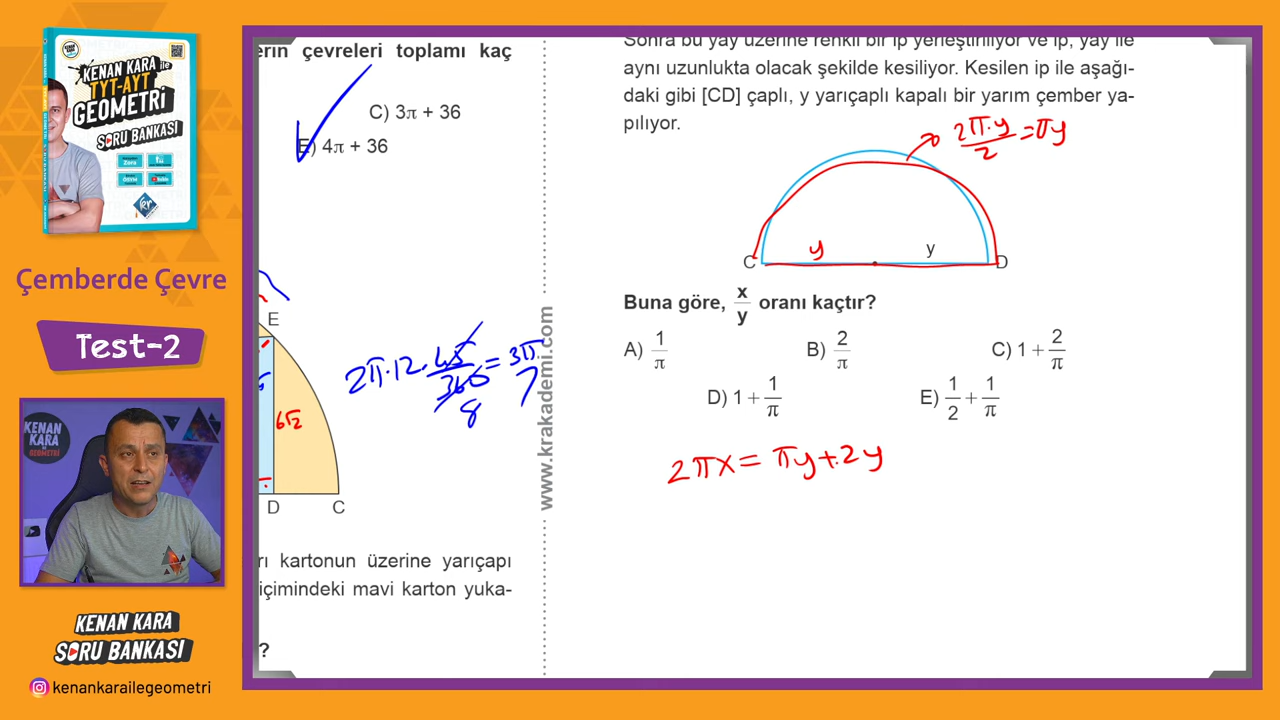 KENAN KARA ile
TYT-AYT
GEOMETRİ
SORU BANKASI
Çemberde Çevre
Test-2
KENAN
KARA
GEOMETRİ
KENAN KARA
SORU BANKASI
kenankarailegeometri
erin çevreleri toplamı kaç
C) 3π + 36
E) 4π + 36
E
6√2
D
C
2π·12·45/360=3π
8
rı kartonun üzerine yarıçapı
içimindeki mavi karton yuka-
?
www.krakademi.com
Sonra bu yay üzerine renkli bir ip yerleştiriliyor ve ip, yay ile
aynı uzunlukta olacak şekilde kesiliyor. Kesilen ip ile aşağı-
daki gibi [CD] çaplı, y yarıçaplı kapalı bir yarım çember ya-
pılıyor.
2π·y/2=πy
y
y
C
D
Buna göre, x/y oranı kaçtır?
A) 1/π
B) 2/π
C) 1+2/π
D) 1+1/π
E) 1/2+1/π
2πx=πy+2y